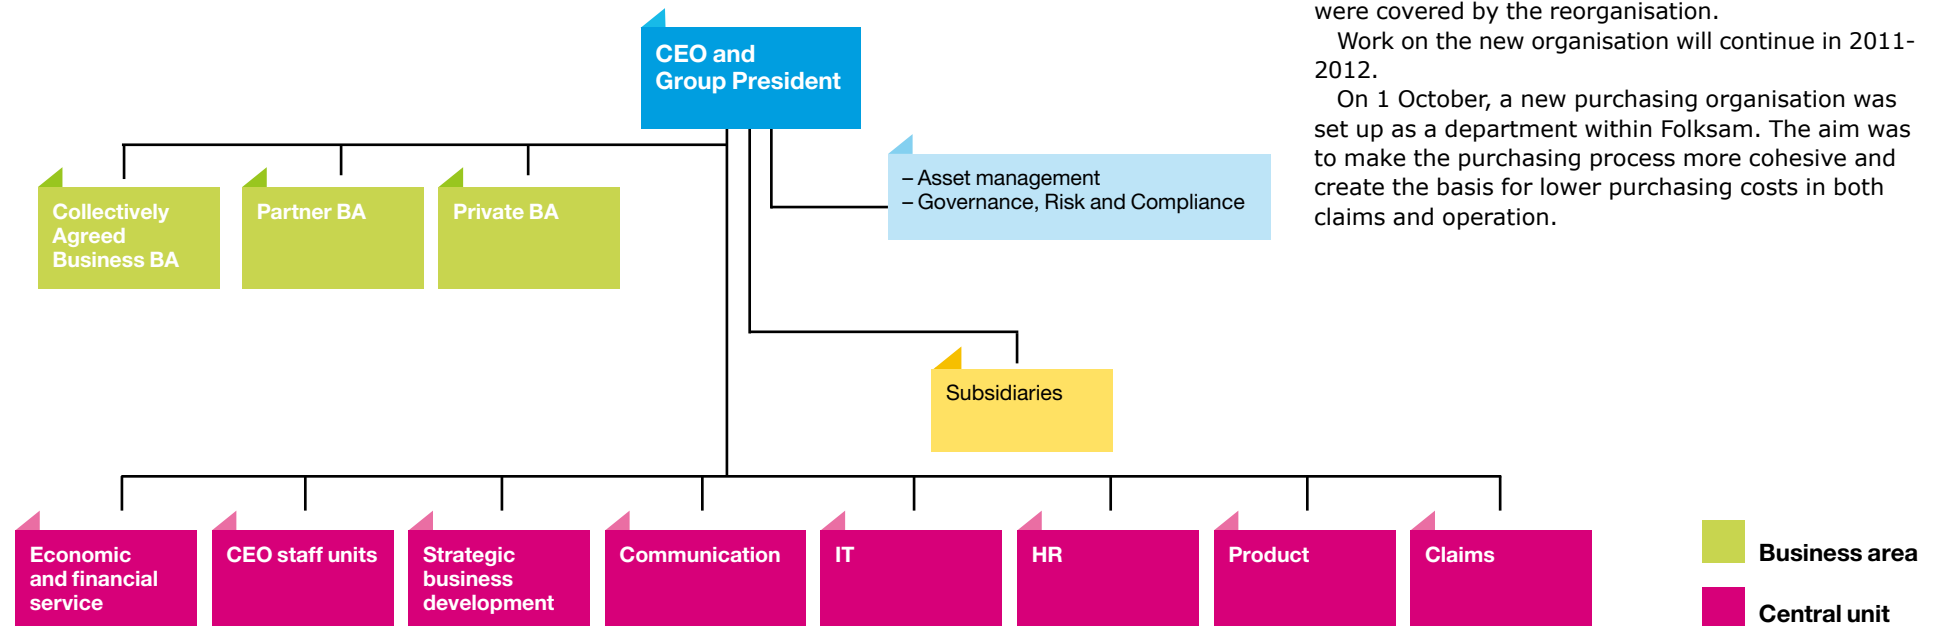 CEO and
Group President
– Asset management
– Governance, Risk and Compliance
Collectively
Agreed
Business BA
Partner BA
Private BA
Subsidiaries
Economic
and financial
service
CEO staff units
Strategic
business
development
Communication
IT
HR
Product
Claims
Business area
Central unit
were covered by the reorganisation.
Work on the new organisation will continue in 2011-
2012.
On 1 October, a new purchasing organisation was
set up as a department within Folksam. The aim was
to make the purchasing process more cohesive and
create the basis for lower purchasing costs in both
claims and operation.